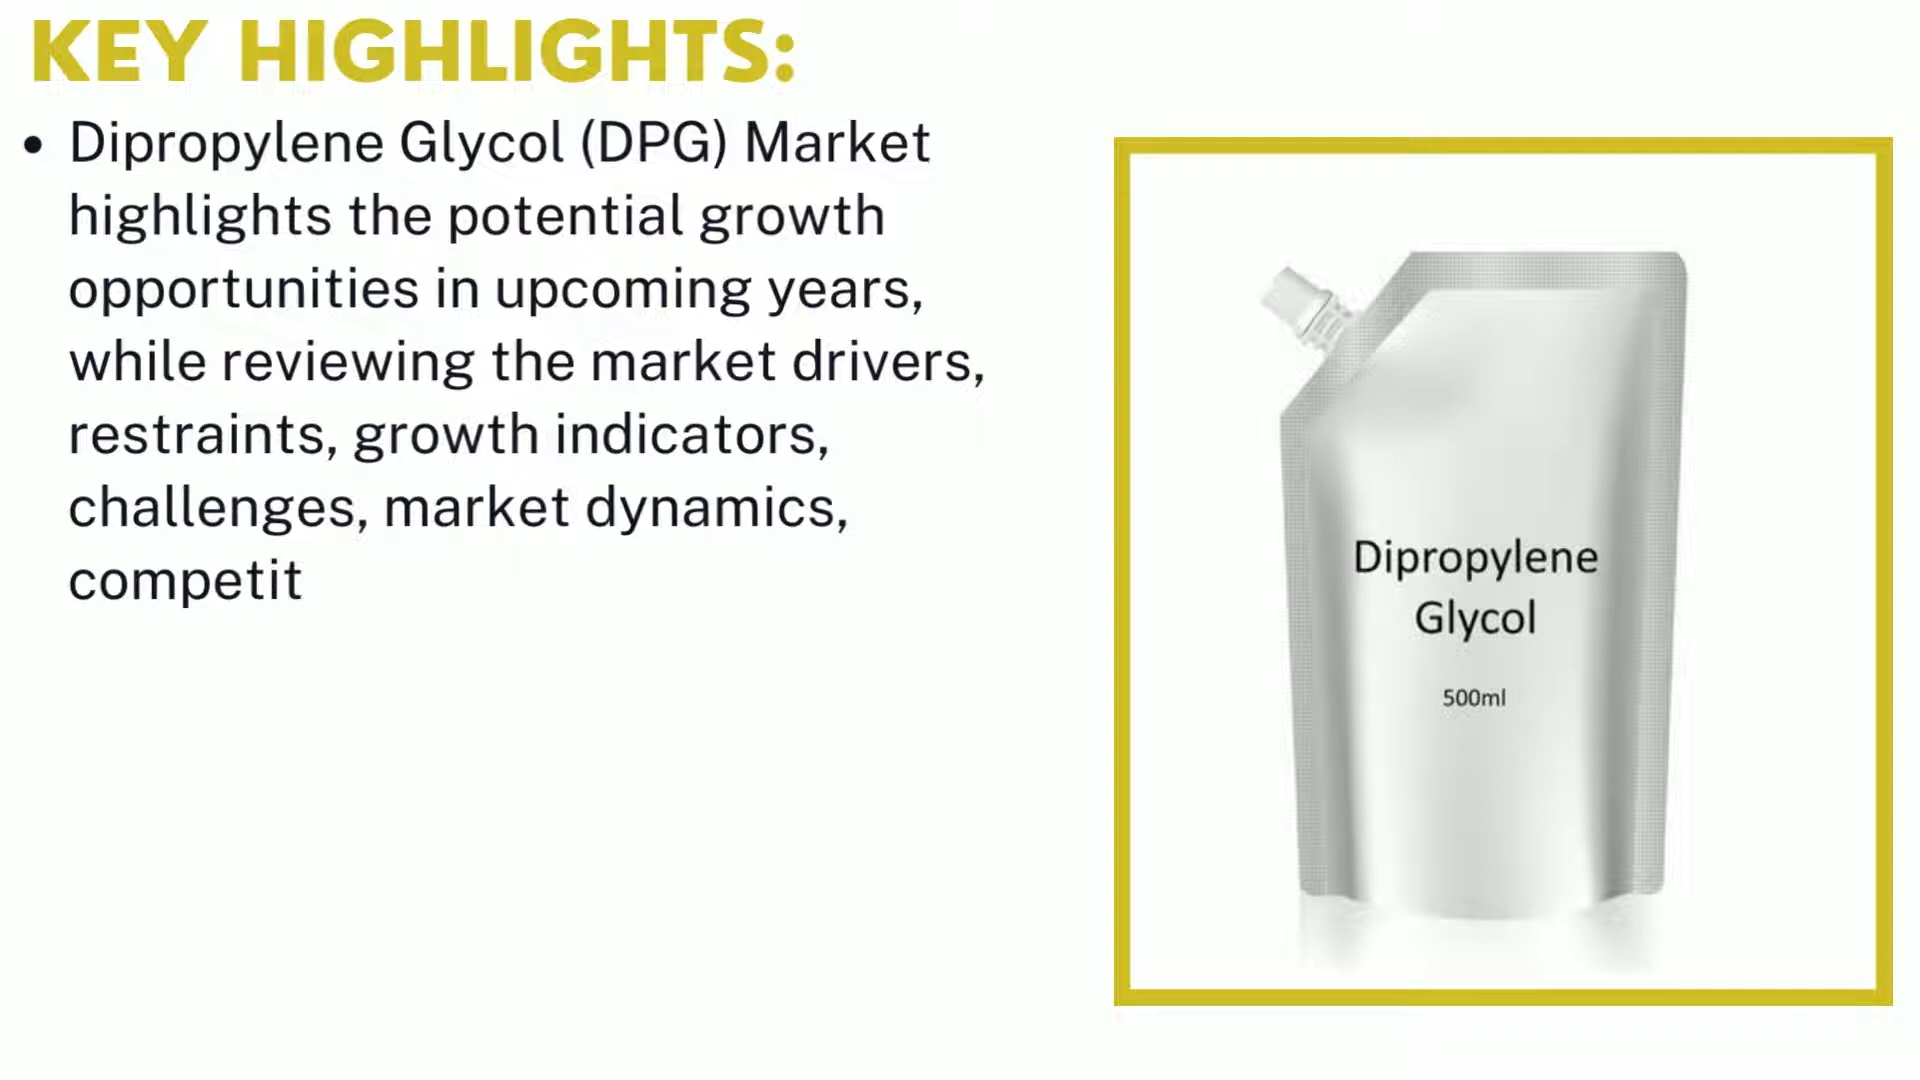 KEY HIGHLIGHTS:
• Dipropylene Glycol (DPG) Market
highlights the potential growth
opportunities in upcoming years,
while reviewing the market drivers,
restraints, growth indicators,
challenges, market dynamics,
competit
Dipropylene
Glycol
500ml